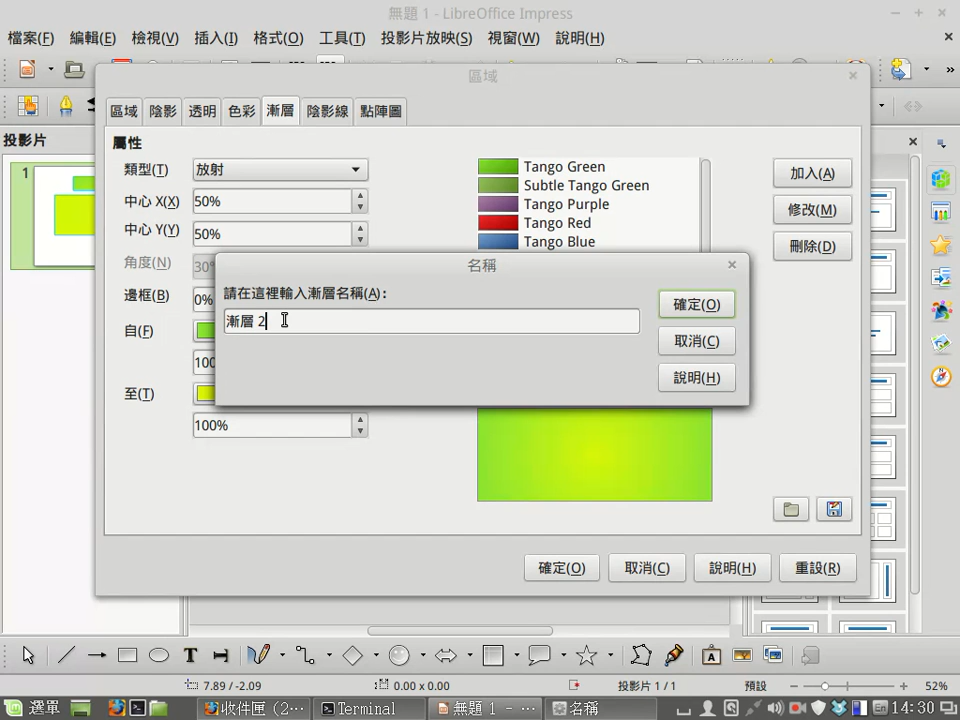 無題 1 - LibreOffice Impress
檔案(F) 編輯(E) 檢視(V) 插入(I) 格式(O) 工具(T) 投影片放映(S) 視窗(W) 說明(H)
區域
投影片
1
區域 陰影 透明 色彩 漸層 陰影線 點陣圖
屬性
類型(T) 放射
中心 X(X) 50%
中心 Y(Y) 50%
角度(N) 30°
邊框(B) 0%
自(F)
100
至(T)
100%
Tango Green
Subtle Tango Green
Tango Purple
Tango Red
Tango Blue
加入(A)
修改(M)
刪除(D)
名稱
請在這裡輸入漸層名稱(A):
漸層 2
確定(O)
取消(C)
說明(H)
確定(O) 取消(C) 說明(H) 重設(R)
7.89 / -2.09 0.00 x 0.00 投影片 1 / 1 預設 52%
選單 收件匣 (2… Terminal 無題 1 - … 名稱 En 14:30